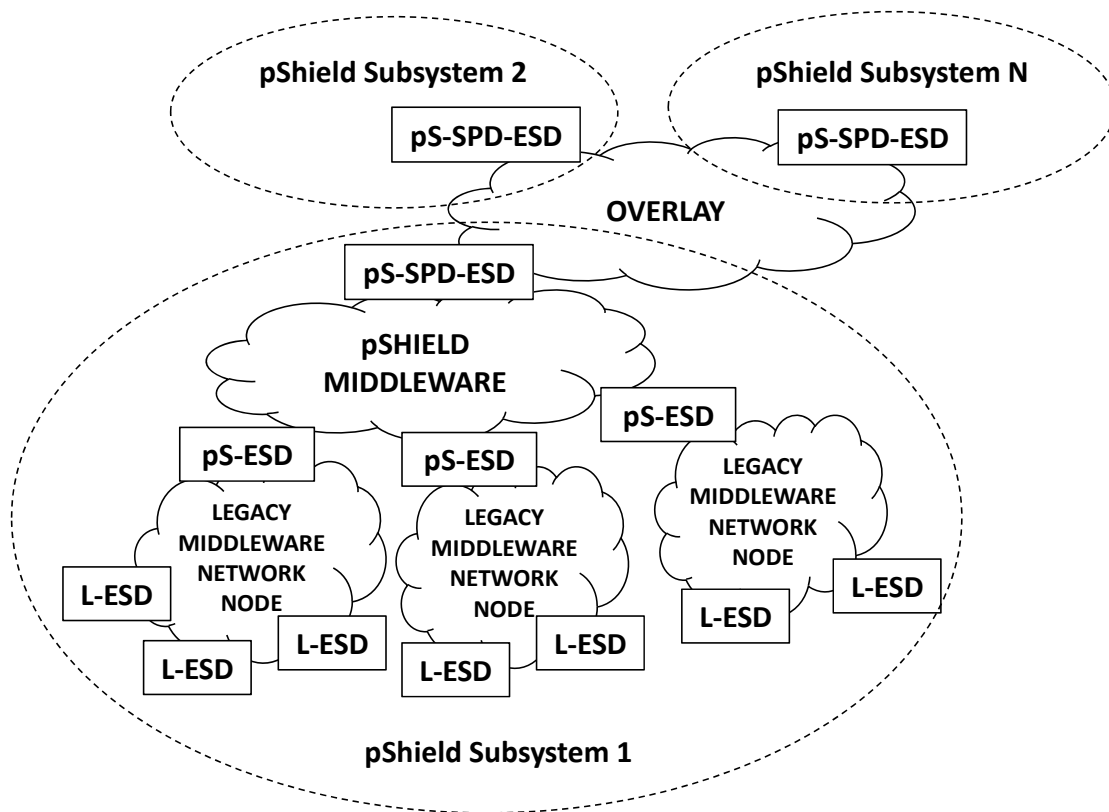 pShield Subsystem 2
pShield Subsystem N
pS-SPD-ESD
pS-SPD-ESD
OVERLAY
pS-SPD-ESD
pSHIELD
MIDDLEWARE
pS-ESD
pS-ESD
pS-ESD
LEGACY
MIDDLEWARE
NETWORK
NODE
LEGACY
MIDDLEWARE
NETWORK
NODE
LEGACY
MIDDLEWARE
NETWORK
NODE
L-ESD
L-ESD
L-ESD
L-ESD
L-ESD
L-ESD
L-ESD
pShield Subsystem 1